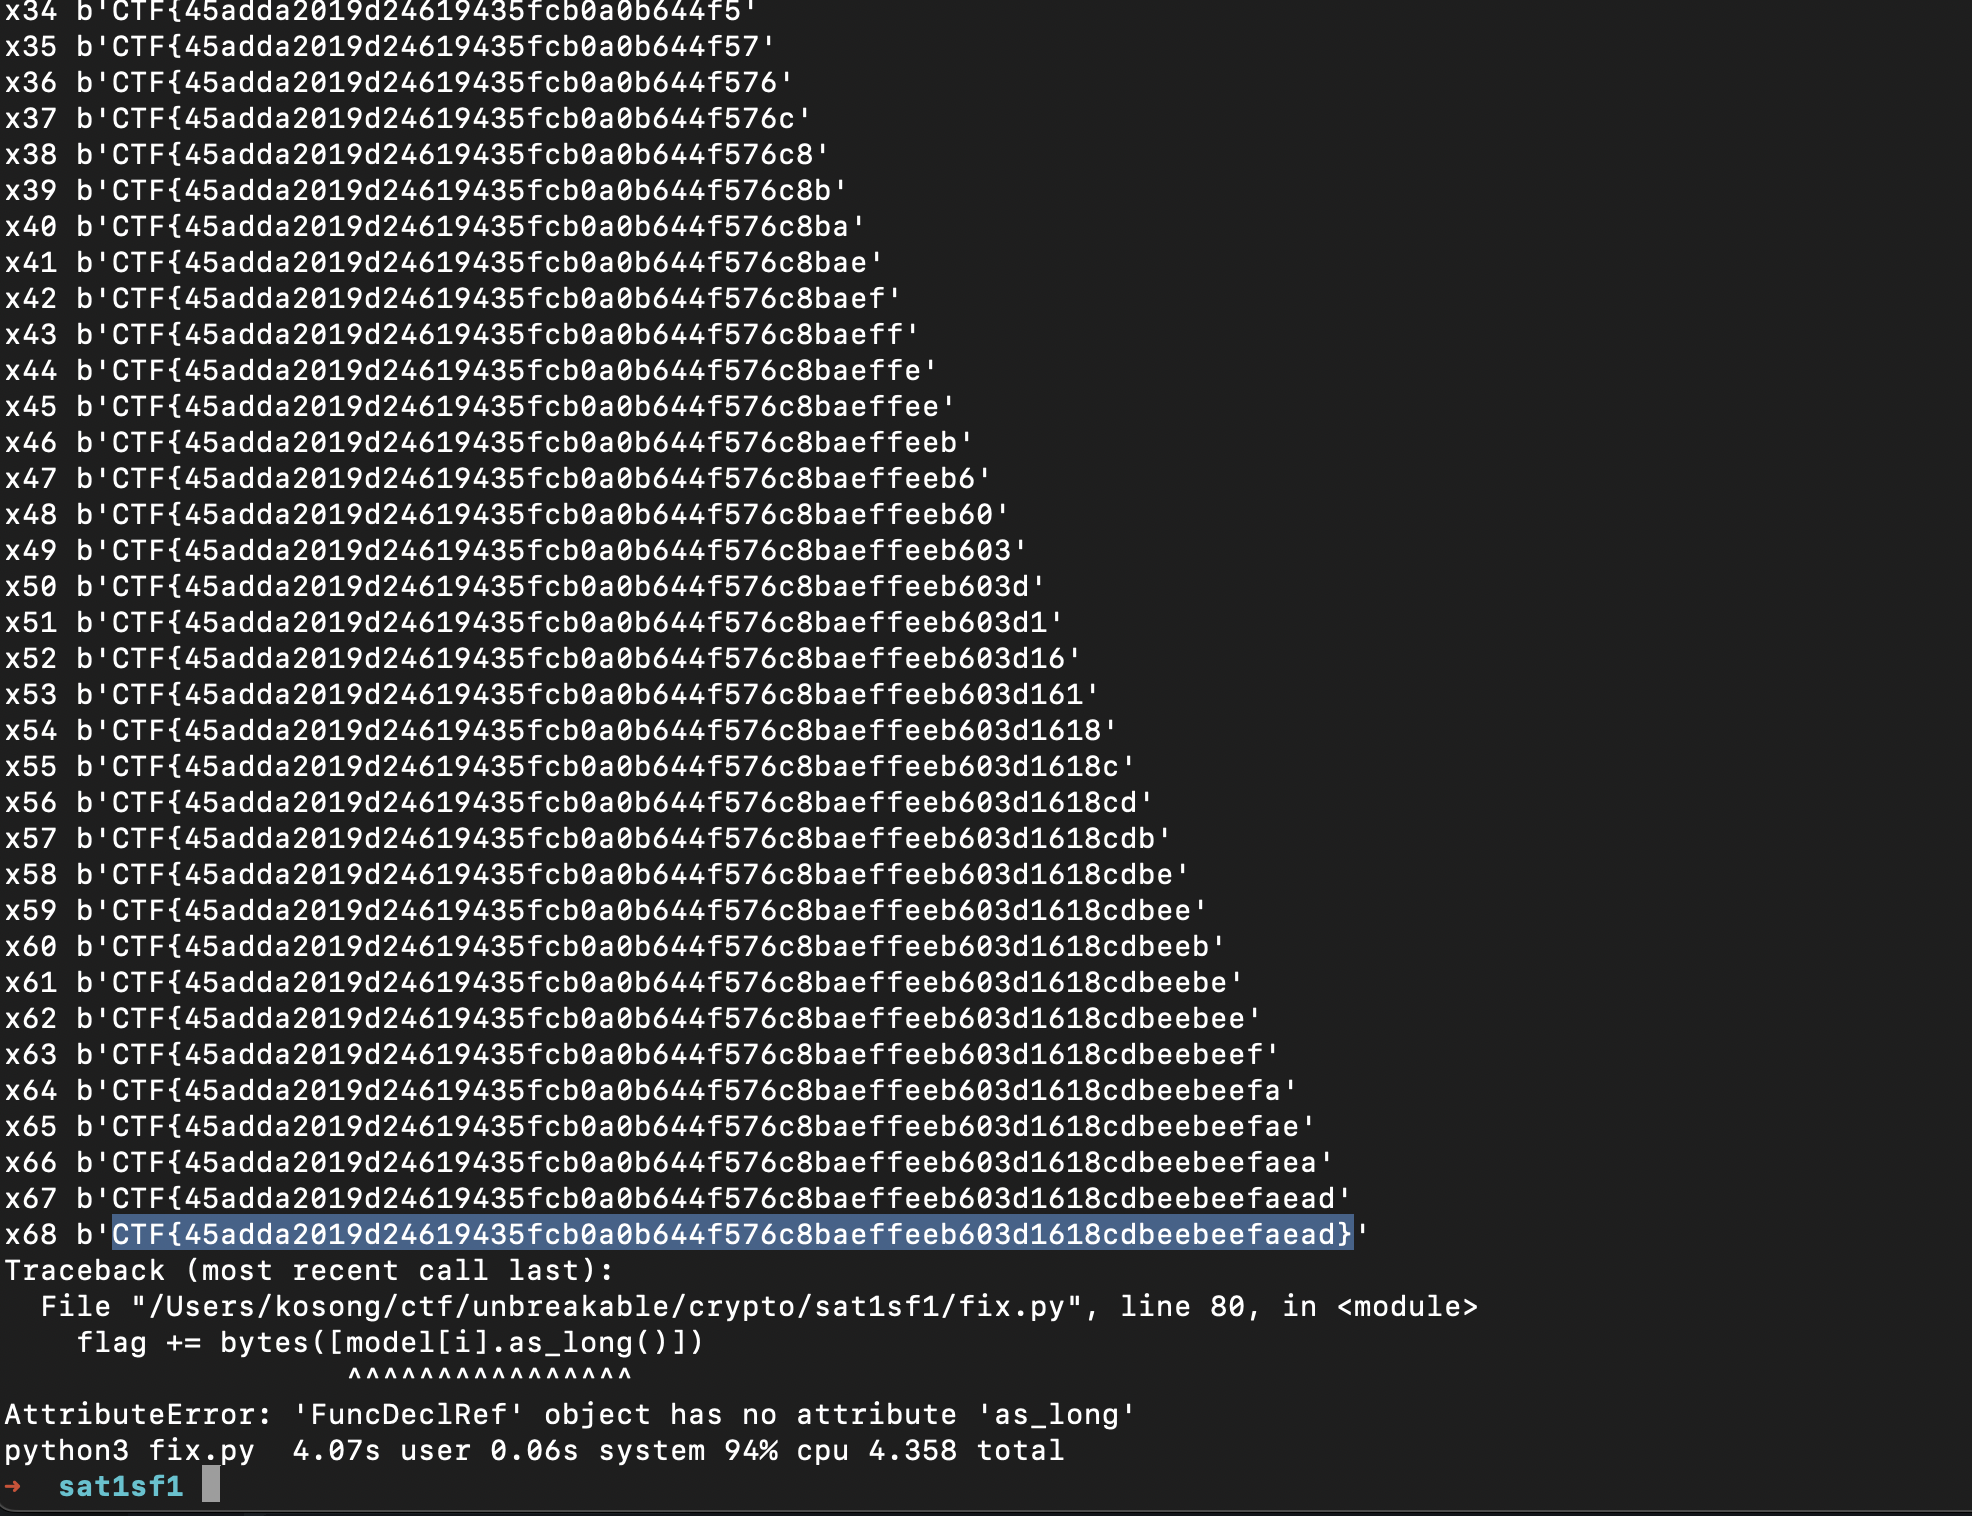 x34 b'CTF{45adda2019d24619435fcb0a0b644f5'
x35 b'CTF{45adda2019d24619435fcb0a0b644f57'
x36 b'CTF{45adda2019d24619435fcb0a0b644f576'
x37 b'CTF{45adda2019d24619435fcb0a0b644f576c'
x38 b'CTF{45adda2019d24619435fcb0a0b644f576c8'
x39 b'CTF{45adda2019d24619435fcb0a0b644f576c8b'
x40 b'CTF{45adda2019d24619435fcb0a0b644f576c8ba'
x41 b'CTF{45adda2019d24619435fcb0a0b644f576c8bae'
x42 b'CTF{45adda2019d24619435fcb0a0b644f576c8baef'
x43 b'CTF{45adda2019d24619435fcb0a0b644f576c8baeff'
x44 b'CTF{45adda2019d24619435fcb0a0b644f576c8baeffe'
x45 b'CTF{45adda2019d24619435fcb0a0b644f576c8baeffee'
x46 b'CTF{45adda2019d24619435fcb0a0b644f576c8baeffeeb'
x47 b'CTF{45adda2019d24619435fcb0a0b644f576c8baeffeeb6'
x48 b'CTF{45adda2019d24619435fcb0a0b644f576c8baeffeeb60'
x49 b'CTF{45adda2019d24619435fcb0a0b644f576c8baeffeeb603'
x50 b'CTF{45adda2019d24619435fcb0a0b644f576c8baeffeeb603d'
x51 b'CTF{45adda2019d24619435fcb0a0b644f576c8baeffeeb603d1'
x52 b'CTF{45adda2019d24619435fcb0a0b644f576c8baeffeeb603d16'
x53 b'CTF{45adda2019d24619435fcb0a0b644f576c8baeffeeb603d161'
x54 b'CTF{45adda2019d24619435fcb0a0b644f576c8baeffeeb603d1618'
x55 b'CTF{45adda2019d24619435fcb0a0b644f576c8baeffeeb603d1618c'
x56 b'CTF{45adda2019d24619435fcb0a0b644f576c8baeffeeb603d1618cd'
x57 b'CTF{45adda2019d24619435fcb0a0b644f576c8baeffeeb603d1618cdb'
x58 b'CTF{45adda2019d24619435fcb0a0b644f576c8baeffeeb603d1618cdbe'
x59 b'CTF{45adda2019d24619435fcb0a0b644f576c8baeffeeb603d1618cdbee'
x60 b'CTF{45adda2019d24619435fcb0a0b644f576c8baeffeeb603d1618cdbeeb'
x61 b'CTF{45adda2019d24619435fcb0a0b644f576c8baeffeeb603d1618cdbeebe'
x62 b'CTF{45adda2019d24619435fcb0a0b644f576c8baeffeeb603d1618cdbeebee'
x63 b'CTF{45adda2019d24619435fcb0a0b644f576c8baeffeeb603d1618cdbeebeef'
x64 b'CTF{45adda2019d24619435fcb0a0b644f576c8baeffeeb603d1618cdbeebeefa'
x65 b'CTF{45adda2019d24619435fcb0a0b644f576c8baeffeeb603d1618cdbeebeefae'
x66 b'CTF{45adda2019d24619435fcb0a0b644f576c8baeffeeb603d1618cdbeebeefaea'
x67 b'CTF{45adda2019d24619435fcb0a0b644f576c8baeffeeb603d1618cdbeebeefaead'
x68 b'CTF{45adda2019d24619435fcb0a0b644f576c8baeffeeb603d1618cdbeebeefaead}'
Traceback (most recent call last):
  File "/Users/kosong/ctf/unbreakable/crypto/sat1sf1/fix.py", line 80, in <module>
    flag += bytes([model[i].as_long()])
                   ^^^^^^^^^^^^^^^^
AttributeError: 'FuncDeclRef' object has no attribute 'as_long'
python3 fix.py  4.07s user 0.06s system 94% cpu 4.358 total
➜  sat1sf1